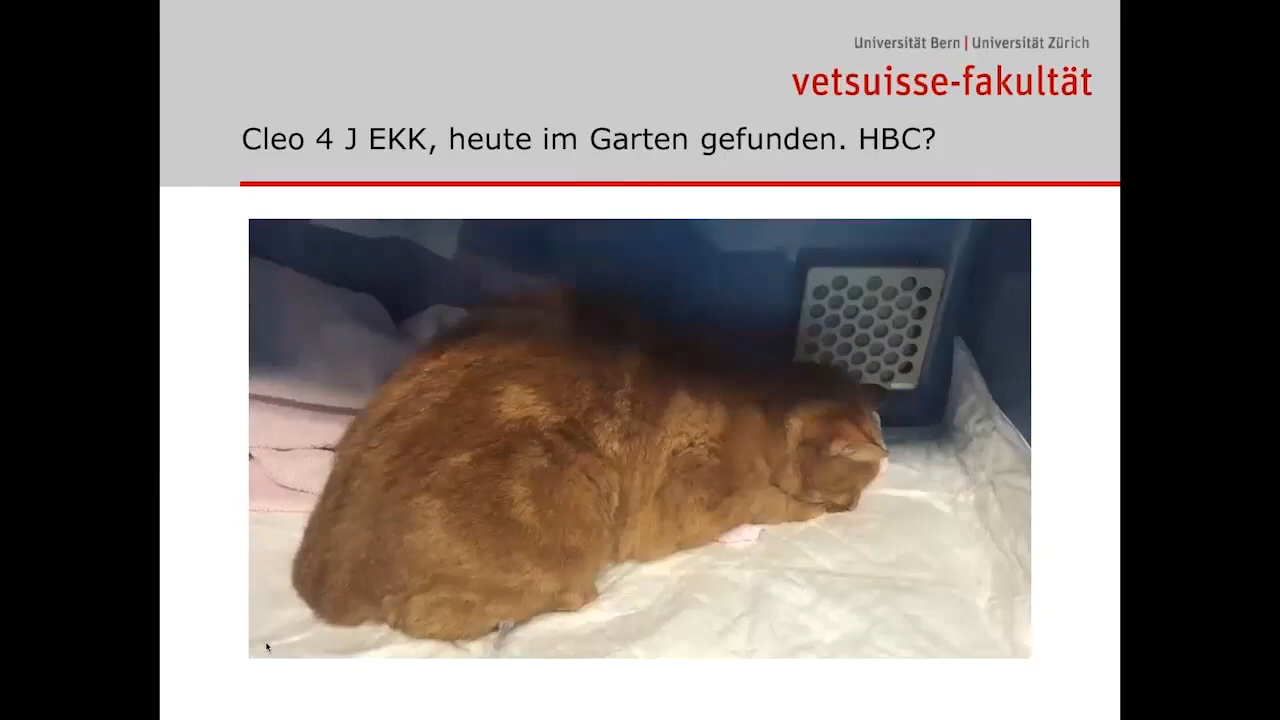 Universität Bern | Universität Zürich
vetsuisse-fakultät
Cleo 4 J EKK, heute im Garten gefunden. HBC?